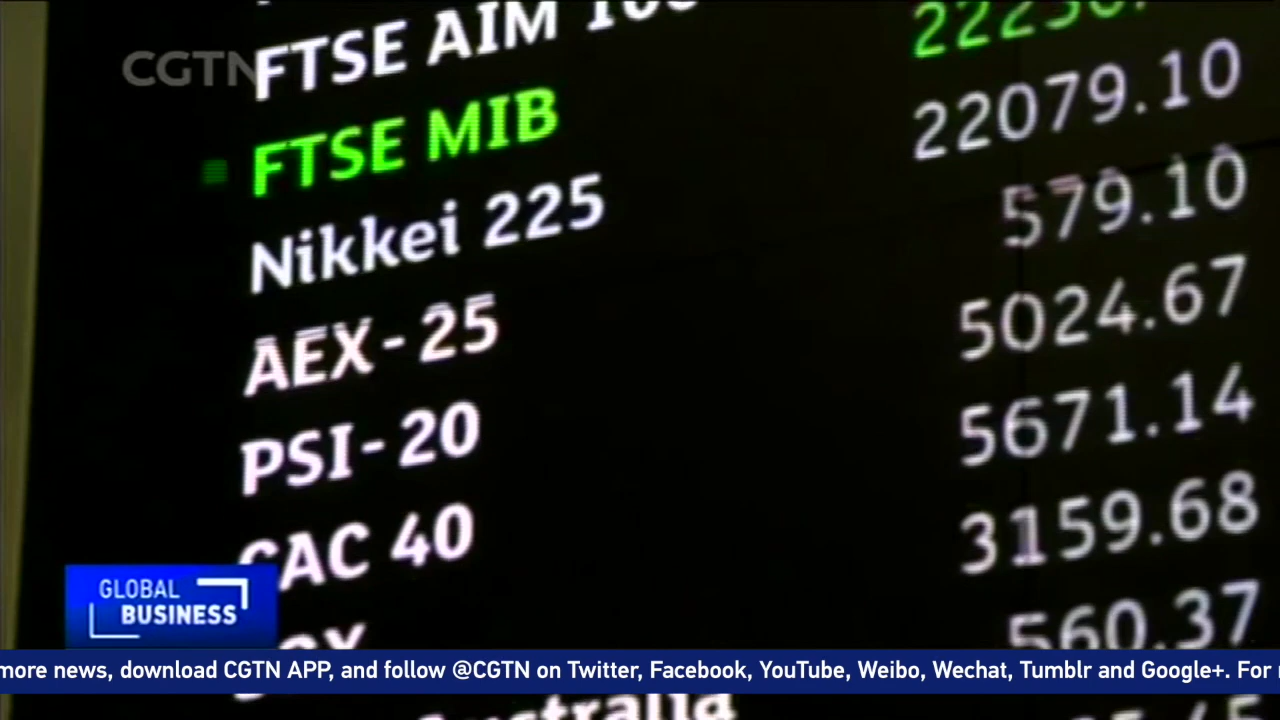 CGTN
FTSE AIM
FTSE MIB
22079.10
Nikkei 225
579.10
AEX-25
5024.67
PSI-20
5671.14
CAC 40
3159.68
560.37
GLOBAL
BUSINESS
more news, download CGTN APP, and follow @CGTN on Twitter, Facebook, YouTube, Weibo, Wechat, Tumblr and Google+. For
Australia